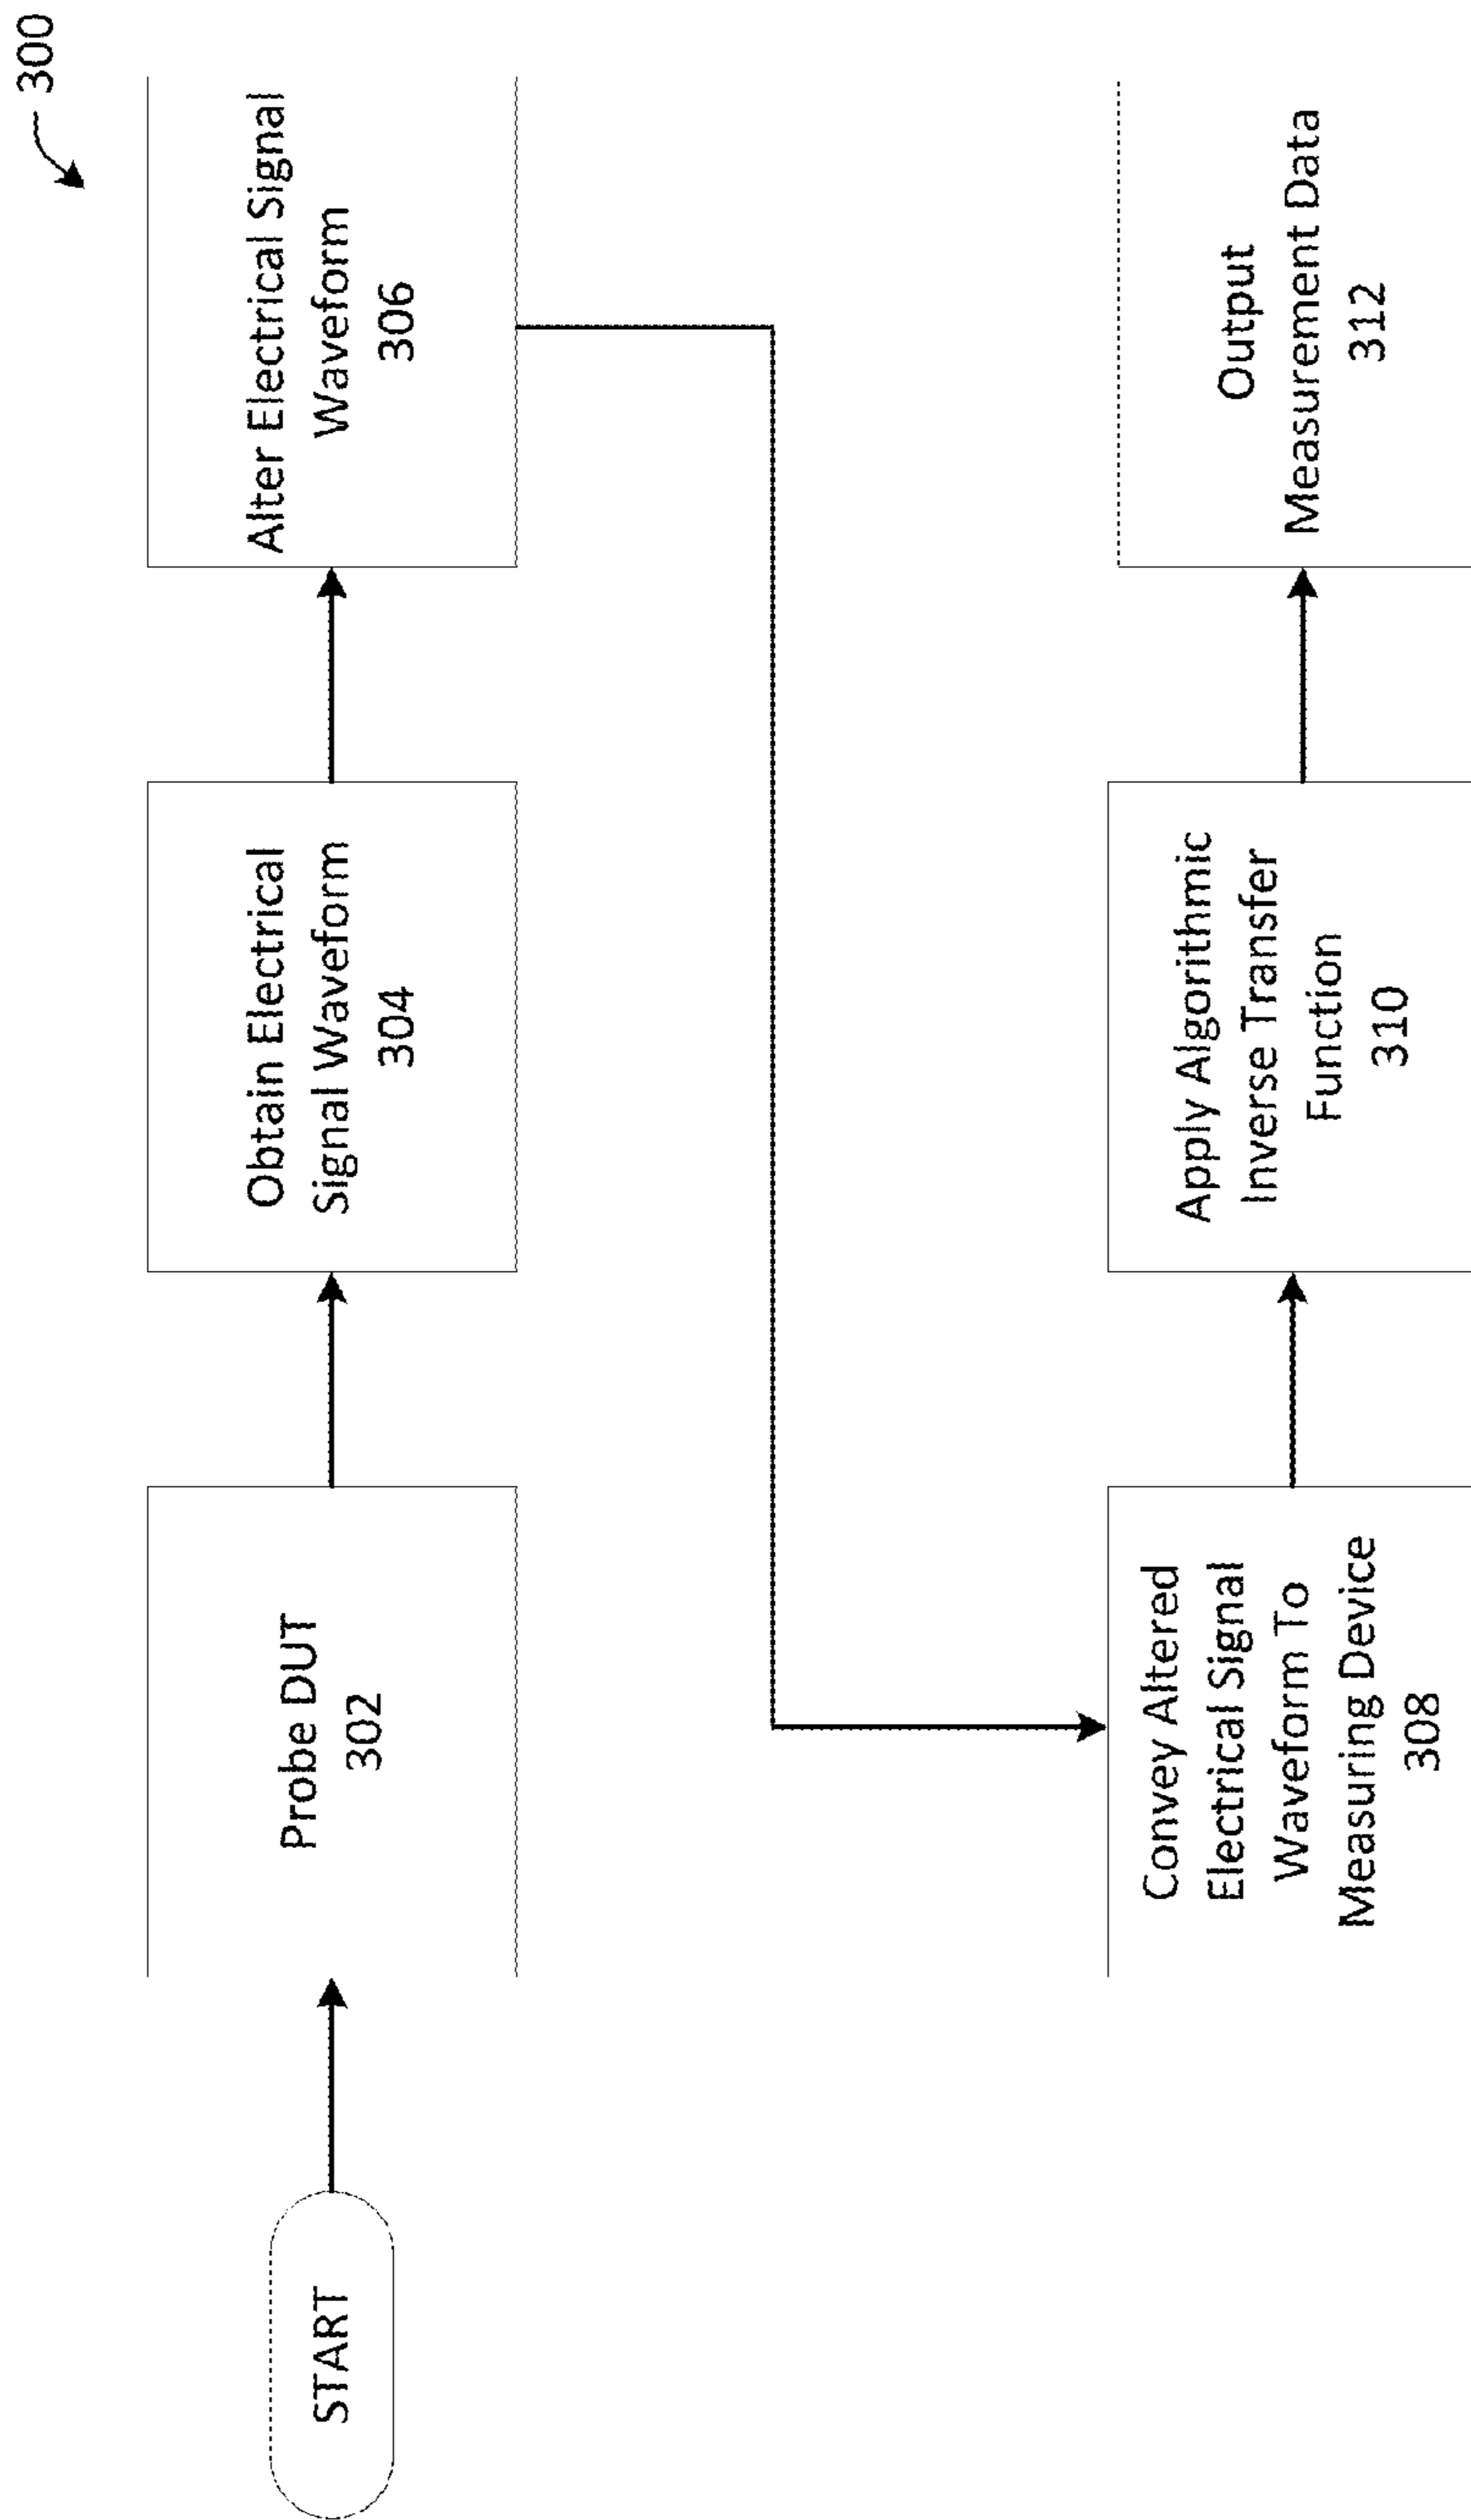 300
START
Probe DUT
302
Obtain Electrical
Signal Waveform
304
Alter Electrical Signal
Waveform
306
Convey Altered
Electrical Signal
Waveform To
Measuring Device
308
Apply Algorithmic
Inverse Transfer
Function
310
Output
Measurement Data
312